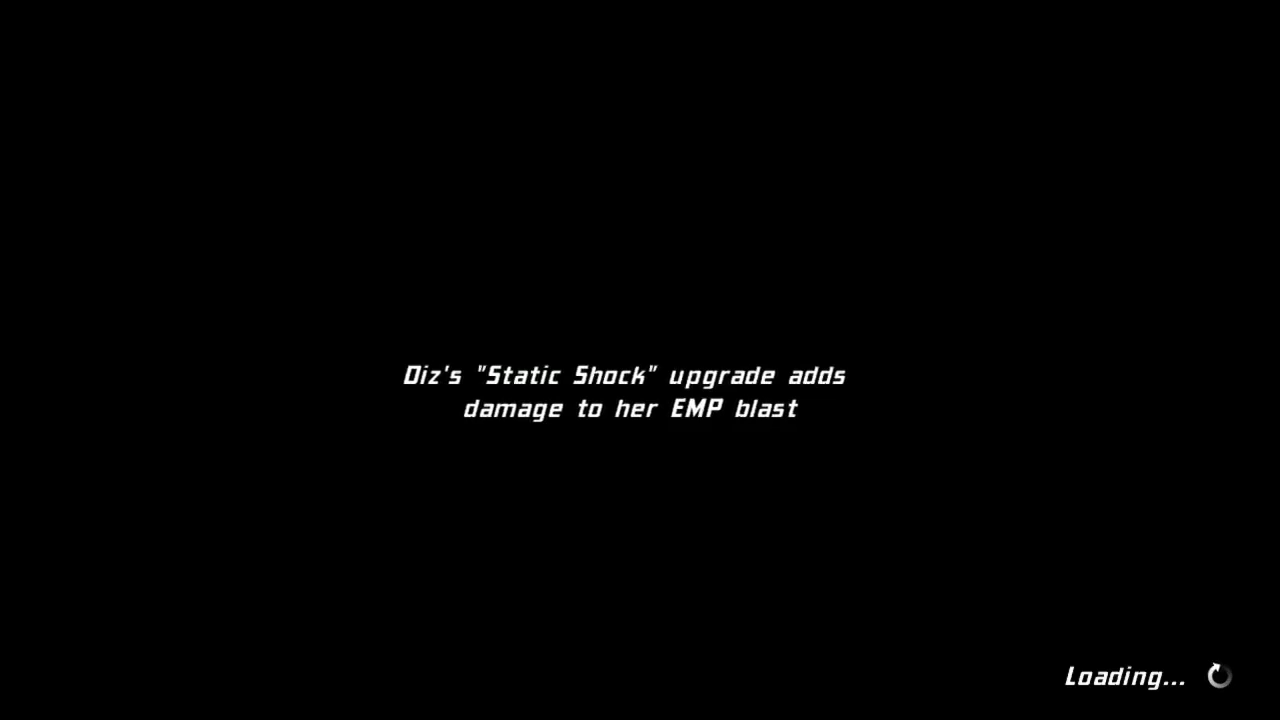 Diz's "Static Shock" upgrade adds
damage to her EMP blast
Loading...